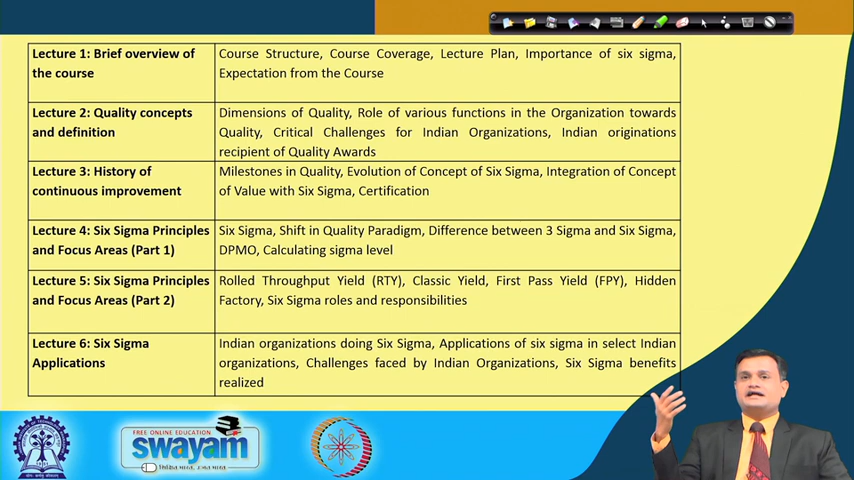 Lecture 1: Brief overview of
the course
Course Structure, Course Coverage, Lecture Plan, Importance of six sigma,
Expectation from the Course
Lecture 2: Quality concepts
and definition
Dimensions of Quality, Role of various functions in the Organization towards
Quality, Critical Challenges for Indian Organizations, Indian originations
recipient of Quality Awards
Lecture 3: History of
continuous improvement
Milestones in Quality, Evolution of Concept of Six Sigma, Integration of Concept
of Value with Six Sigma, Certification
Lecture 4: Six Sigma Principles
and Focus Areas (Part 1)
Six Sigma, Shift in Quality Paradigm, Difference between 3 Sigma and Six Sigma,
DPMO, Calculating sigma level
Lecture 5: Six Sigma Principles
and Focus Areas (Part 2)
Rolled Throughput Yield (RTY), Classic Yield, First Pass Yield (FPY), Hidden
Factory, Six Sigma roles and responsibilities
Lecture 6: Six Sigma
Applications
Indian organizations doing Six Sigma, Applications of six sigma in select Indian
organizations, Challenges faced by Indian Organizations, Six Sigma benefits
realized
FREE ONLINE EDUCATION
swayam